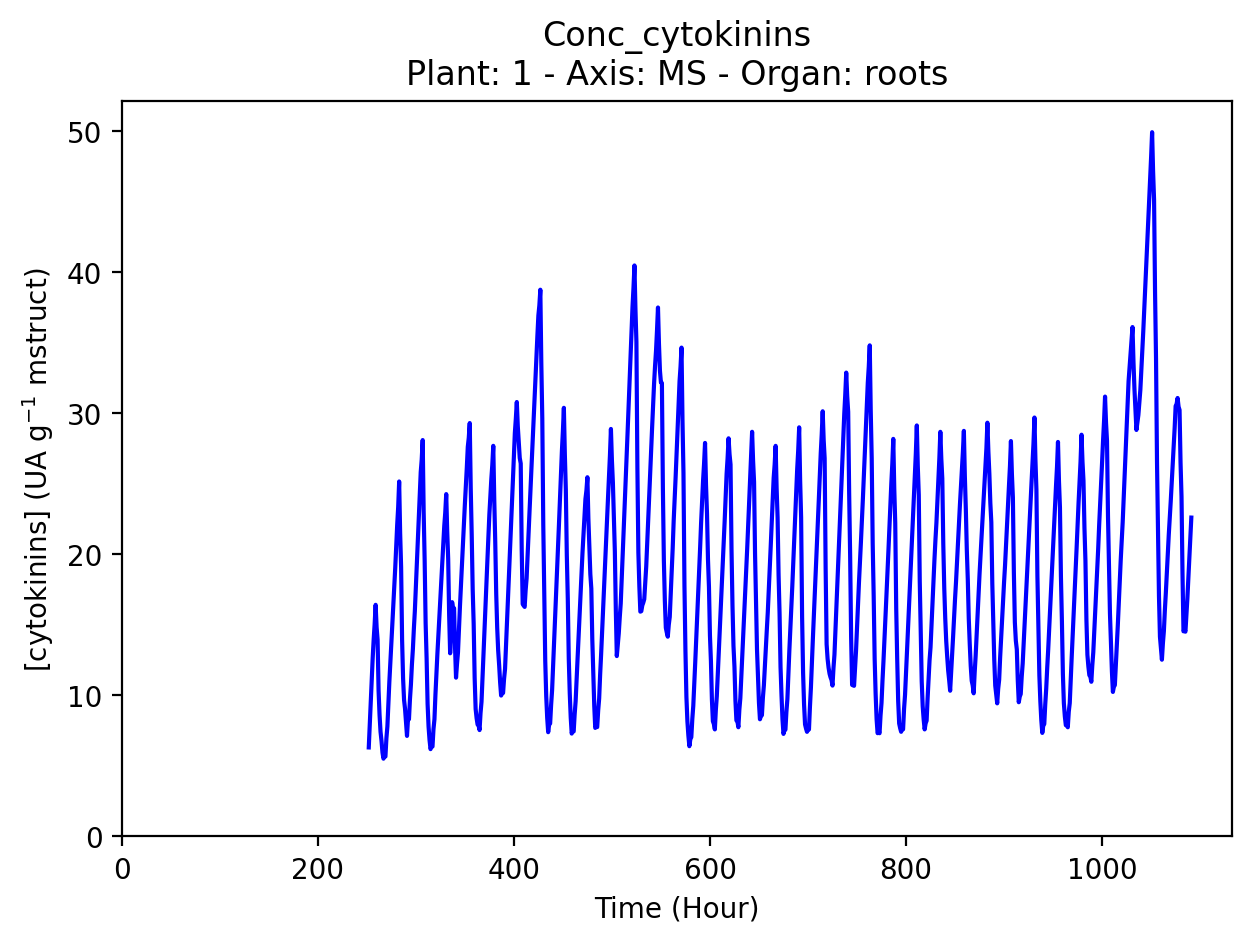 Conc_cytokinins
Plant: 1 - Axis: MS - Organ: roots
[cytokinins] (UA g⁻¹ mstruct)
50
40
30
20
10
0
0 200 400 600 800 1000
Time (Hour)